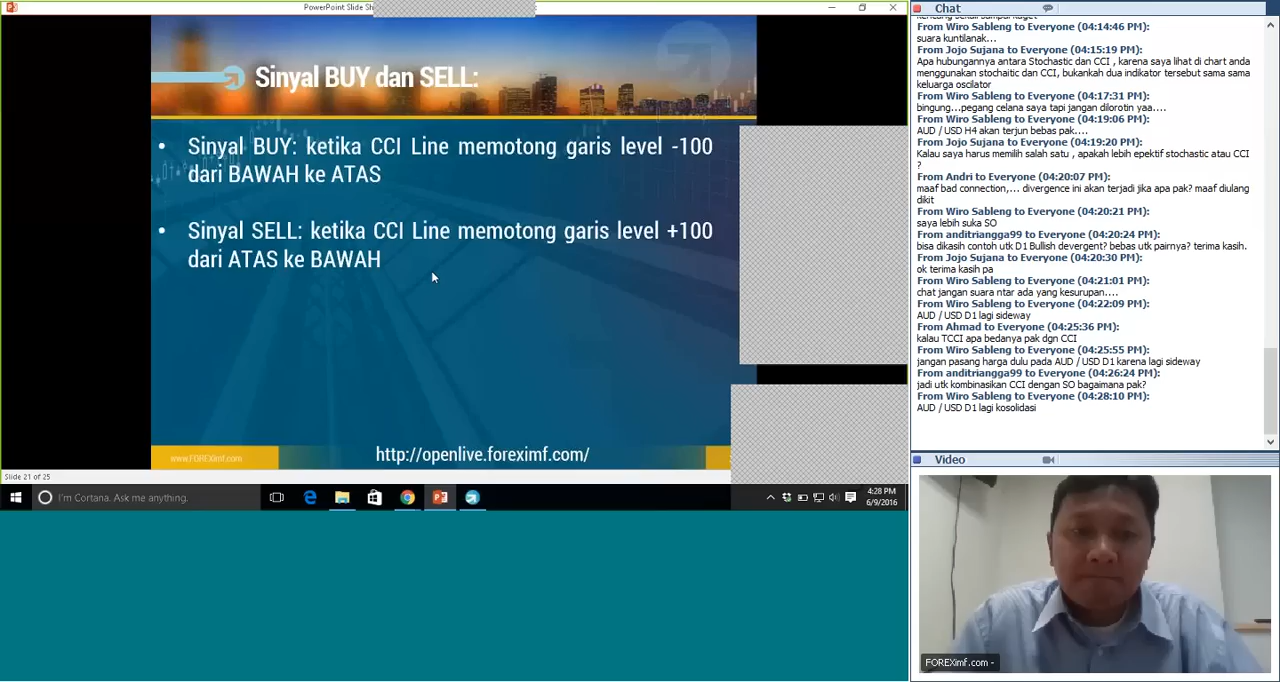 PowerPoint Slide Sh
Sinyal BUY dan SELL:
• Sinyal BUY: ketika CCI Line memotong garis level -100
dari BAWAH ke ATAS
• Sinyal SELL: ketika CCI Line memotong garis level +100
dari ATAS ke BAWAH
www.FOREXimf.com
http://openlive.foreximf.com/
Slide 21 of 25
I'm Cortana. Ask me anything.
4:28 PM
6/9/2016
Chat
From Wiro Sableng to Everyone (04:14:46 PM):
suara kuntilanak...
From Jojo Sujana to Everyone (04:15:19 PM):
Apa hubungannya antara Stochastic dan CCI , karena saya lihat di chart anda
menggunakan stochaitic dan CCI, bukankah dua indikator tersebut sama sama
keluarga oscilator
From Wiro Sableng to Everyone (04:17:31 PM):
bingung...pegang celana saya tapi jangan dilorotin yaa....
From Wiro Sableng to Everyone (04:19:06 PM):
AUD / USD H4 akan terjun bebas pak....
From Jojo Sujana to Everyone (04:19:20 PM):
Kalau saya harus memilih salah satu , apakah lebih epektif stochastic atau CCI
?
From Andri to Everyone (04:20:07 PM):
maaf bad connection,... divergence ini akan terjadi jika apa pak? maaf diulang
dikit
From Wiro Sableng to Everyone (04:20:21 PM):
saya lebih suka SO
From anditriangga99 to Everyone (04:20:24 PM):
bisa dikasih contoh utk D1 Bullish devergent? bebas utk pairnya? terima kasih.
From Jojo Sujana to Everyone (04:20:30 PM):
ok terima kasih pa
From Wiro Sableng to Everyone (04:21:01 PM):
chat jangan suara ntar ada yang kesurupan....
From Wiro Sableng to Everyone (04:22:09 PM):
AUD / USD D1 lagi sideway
From Ahmad to Everyone (04:25:36 PM):
kalau TCCI apa bedanya pak dgn CCI
From Wiro Sableng to Everyone (04:25:55 PM):
jangan pasang harga dulu pada AUD / USD D1 karena lagi sideway
From anditriangga99 to Everyone (04:26:24 PM):
jadi utk kombinasikan CCI dengan SO bagaimana pak?
From Wiro Sableng to Everyone (04:28:10 PM):
AUD / USD D1 lagi kosolidasi
Video
FOREXimf.com -